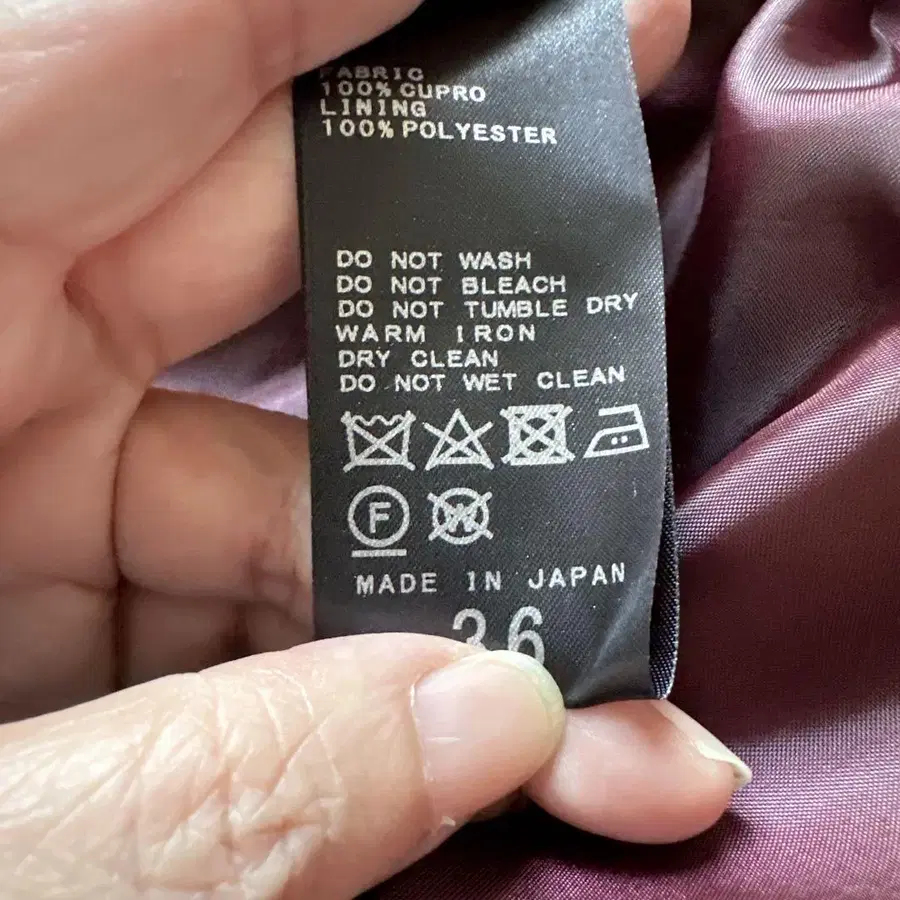 FABRIC
100% CUPRO
LINING
100% POLYESTER
DO NOT WASH
DO NOT BLEACH
DO NOT TUMBLE DRY
WARM IRON
DRY CLEAN
DO NOT WET CLEAN
F W
MADE IN JAPAN
36